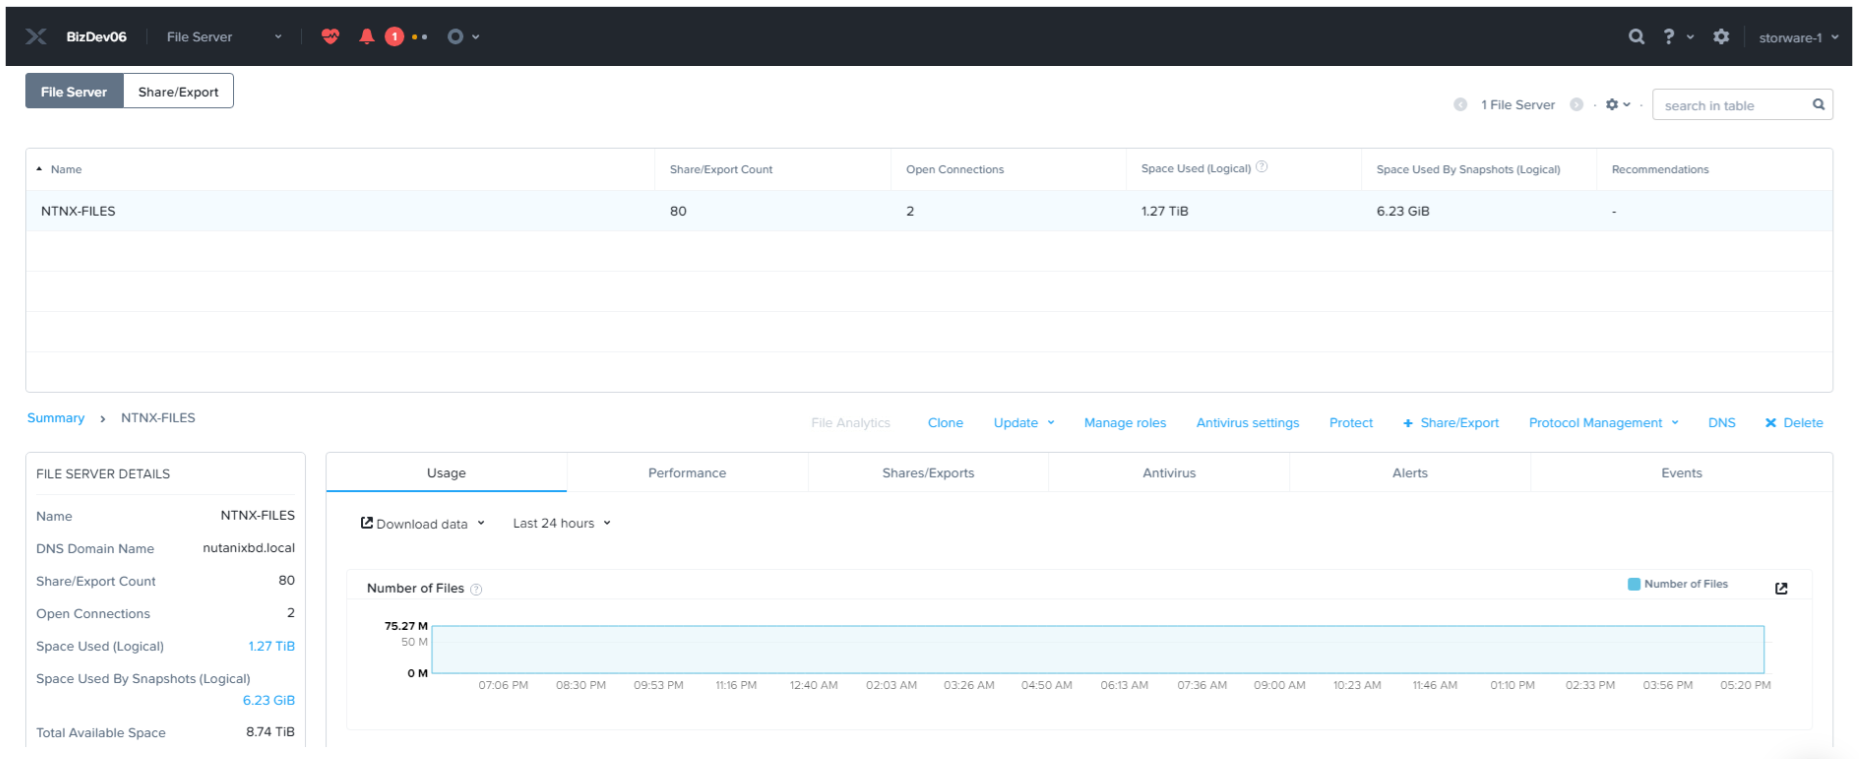 BizDev06 File Server 1 ? storware-1
File Server Share/Export
1 File Server search in table
Name Share/Export Count Open Connections Space Used (Logical) ? Space Used By Snapshots (Logical) Recommendations
NTNX-FILES 80 2 1.27 TiB 6.23 GiB -
Summary > NTNX-FILES
File Analytics Clone Update Manage roles Antivirus settings Protect + Share/Export Protocol Management DNS × Delete
FILE SERVER DETAILS
Name NTNX-FILES
DNS Domain Name nutanixbd.local
Share/Export Count 80
Open Connections 2
Space Used (Logical) 1.27 TiB
Space Used By Snapshots (Logical)
6.23 GiB
Total Available Space 8.74 TiB
Usage Performance Shares/Exports Antivirus Alerts Events
Download data Last 24 hours
Number of Files ? Number of Files
75.27 M
50 M
0 M
07:06 PM 08:30 PM 09:53 PM 11:16 PM 12:40 AM 02:03 AM 03:26 AM 04:50 AM 06:13 AM 07:36 AM 09:00 AM 10:23 AM 11:46 AM 01:10 PM 02:33 PM 03:56 PM 05:20 PM